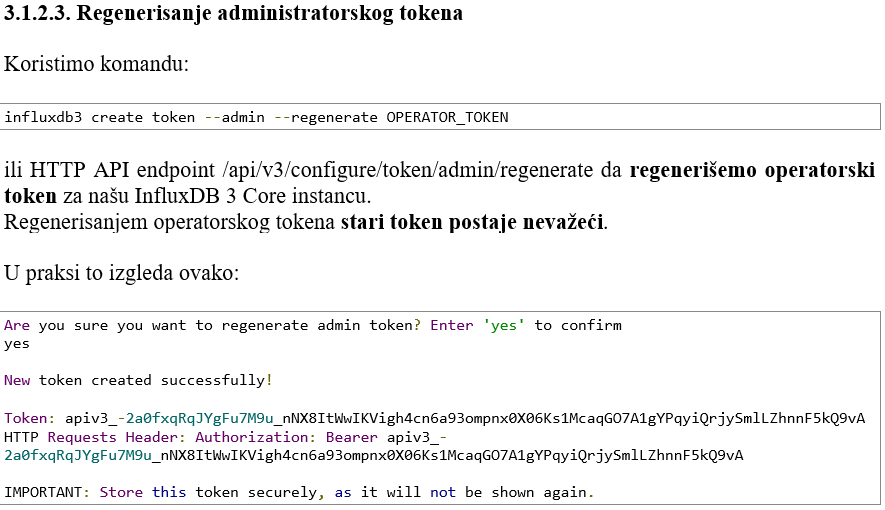 3.1.2.3. Regenerisanje administratorskog tokena
Koristimo komandu:
influxdb3 create token --admin --regenerate OPERATOR_TOKEN
ili HTTP API endpoint /api/v3/configure/token/admin/regenerate da regenerišemo operatorski
token za našu InfluxDB 3 Core instancu.
Regenerisanjem operatorskog tokena stari token postaje nevažeći.
U praksi to izgleda ovako:
Are you sure you want to regenerate admin token? Enter 'yes' to confirm
yes
New token created successfully!
Token: apiv3_-2a0fxqRqJYgFu7M9u_nNX8ItWwIKVigh4cn6a93ompnx0X06Ks1McaqGO7A1gYPqyiQrjySmlLZhnnF5kQ9vA
HTTP Requests Header: Authorization: Bearer apiv3_-
2a0fxqRqJYgFu7M9u_nNX8ItWwIKVigh4cn6a93ompnx0X06Ks1McaqGO7A1gYPqyiQrjySmlLZhnnF5kQ9vA
IMPORTANT: Store this token securely, as it will not be shown again.